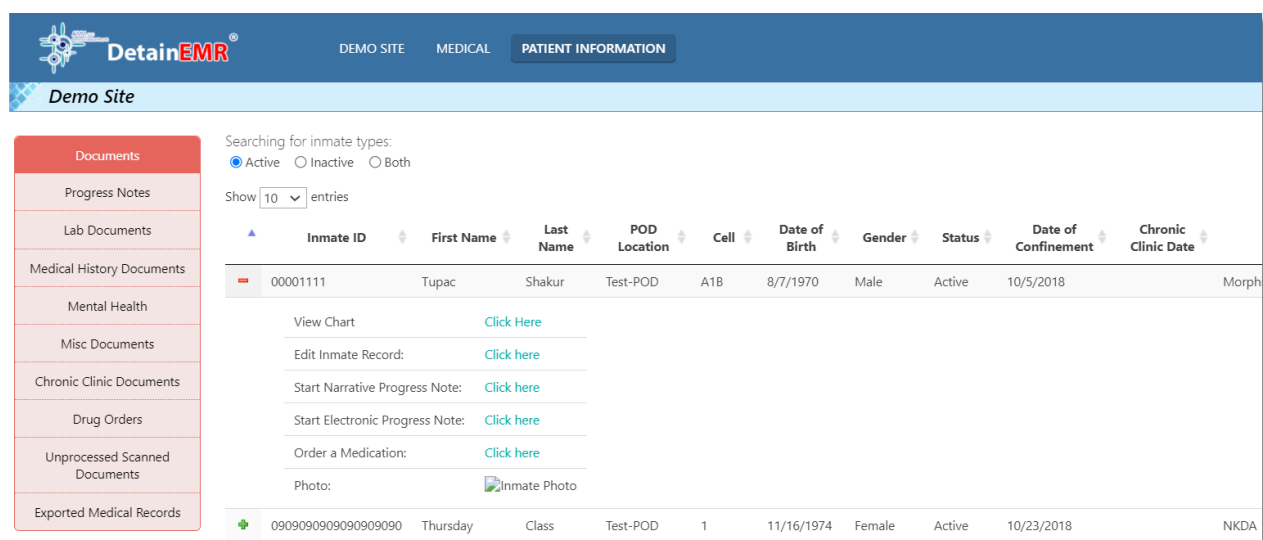 DetainEMR®
DEMO SITE MEDICAL PATIENT INFORMATION
Demo Site
Documents
Progress Notes
Lab Documents
Medical History Documents
Mental Health
Misc Documents
Chronic Clinic Documents
Drug Orders
Unprocessed Scanned
Documents
Exported Medical Records
Searching for inmate types:
Active Inactive Both
Show 10 entries
Inmate ID First Name Last Name POD Location Cell Date of Birth Gender Status Date of Confinement Chronic Clinic Date
00001111 Tupac Shakur Test-POD A1B 8/7/1970 Male Active 10/5/2018 Morph
View Chart Click Here
Edit Inmate Record: Click here
Start Narrative Progress Note: Click here
Start Electronic Progress Note: Click here
Order a Medication: Click here
Photo: Inmate Photo
0909090909090909090 Thursday Class Test-POD 1 11/16/1974 Female Active 10/23/2018 NKDA